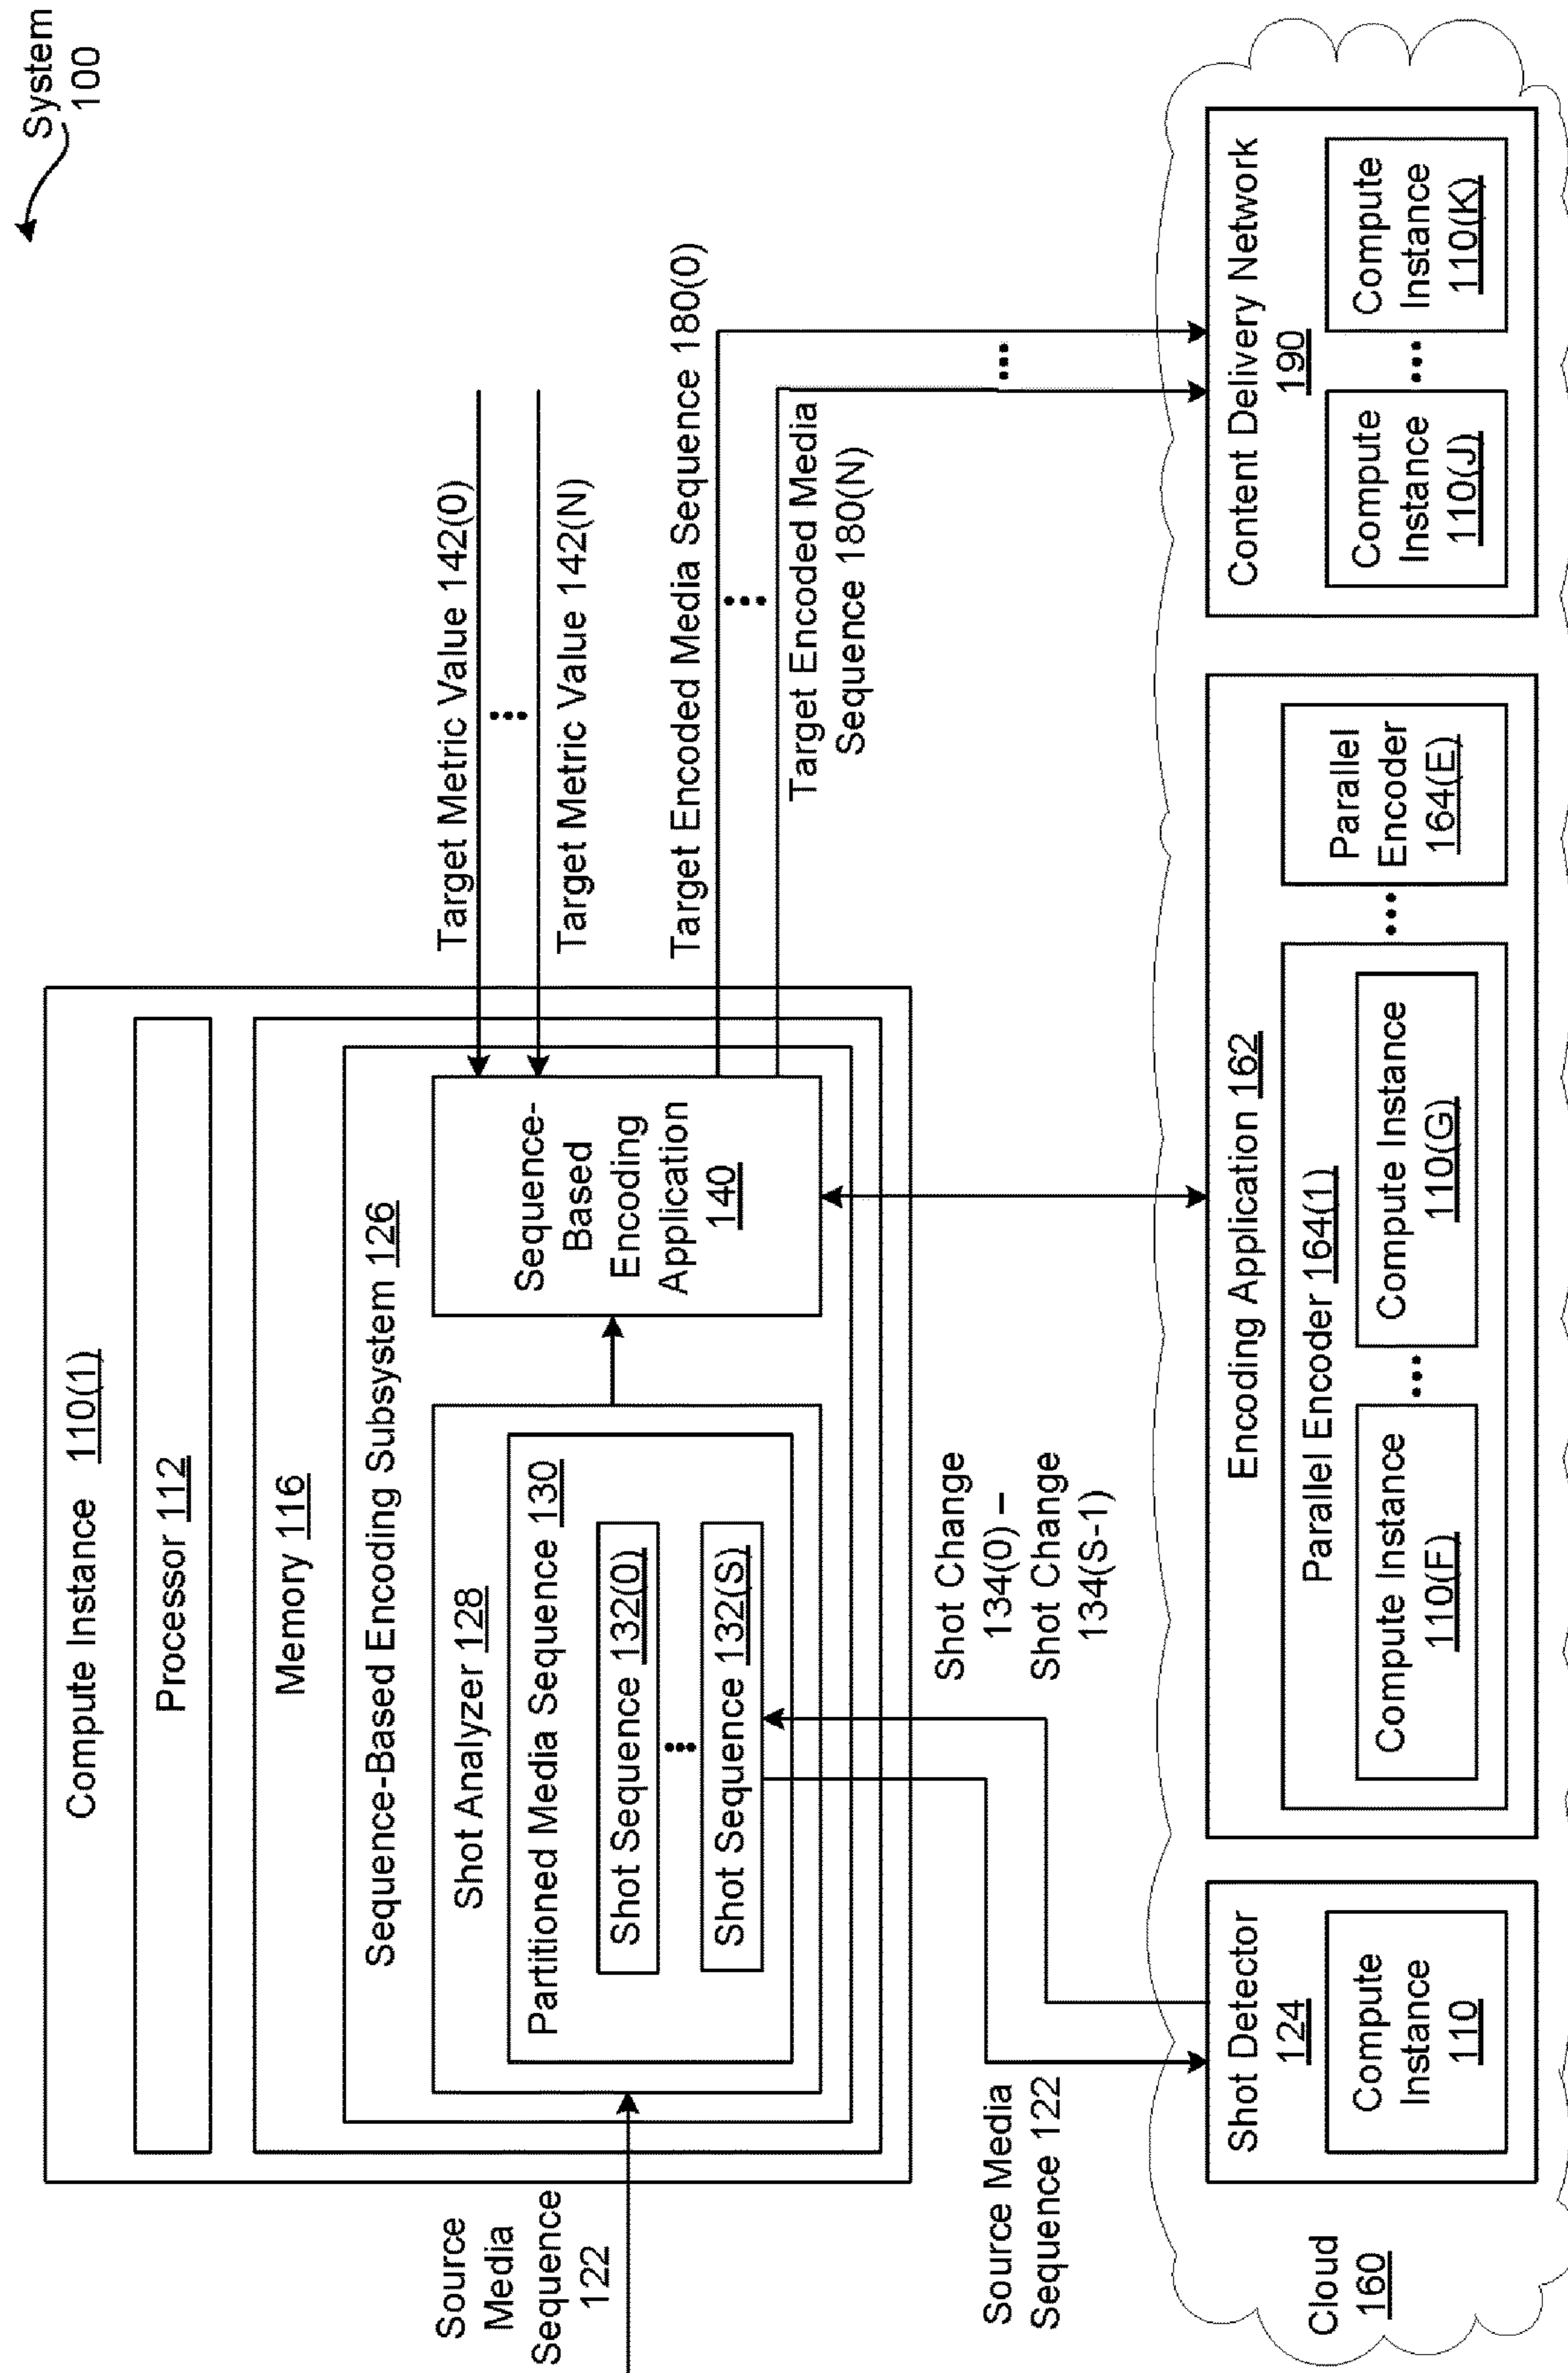 System
100
Compute Instance 110(1)
Processor 112
Memory 116
Sequence-Based Encoding Subsystem 126
Shot Analyzer 128
Partitioned Media Sequence 130
Shot Sequence 132(0)
Shot Sequence 132(S)
Sequence-
Based
Encoding
Application
140
Source
Media
Sequence
122
Target Metric Value 142(0)
Target Metric Value 142(N)
Target Encoded Media Sequence 180(0)
Target Encoded Media
Sequence 180(N)
Source Media
Sequence 122
Shot Change
134(0) –
Shot Change
134(S-1)
Cloud
160
Shot Detector
124
Compute
Instance
110
Encoding Application 162
Parallel Encoder 164(1)
Compute Instance
110(F)
Compute Instance
110(G)
Parallel
Encoder
164(E)
Content Delivery Network
190
Compute
Instance
110(J)
Compute
Instance
110(K)